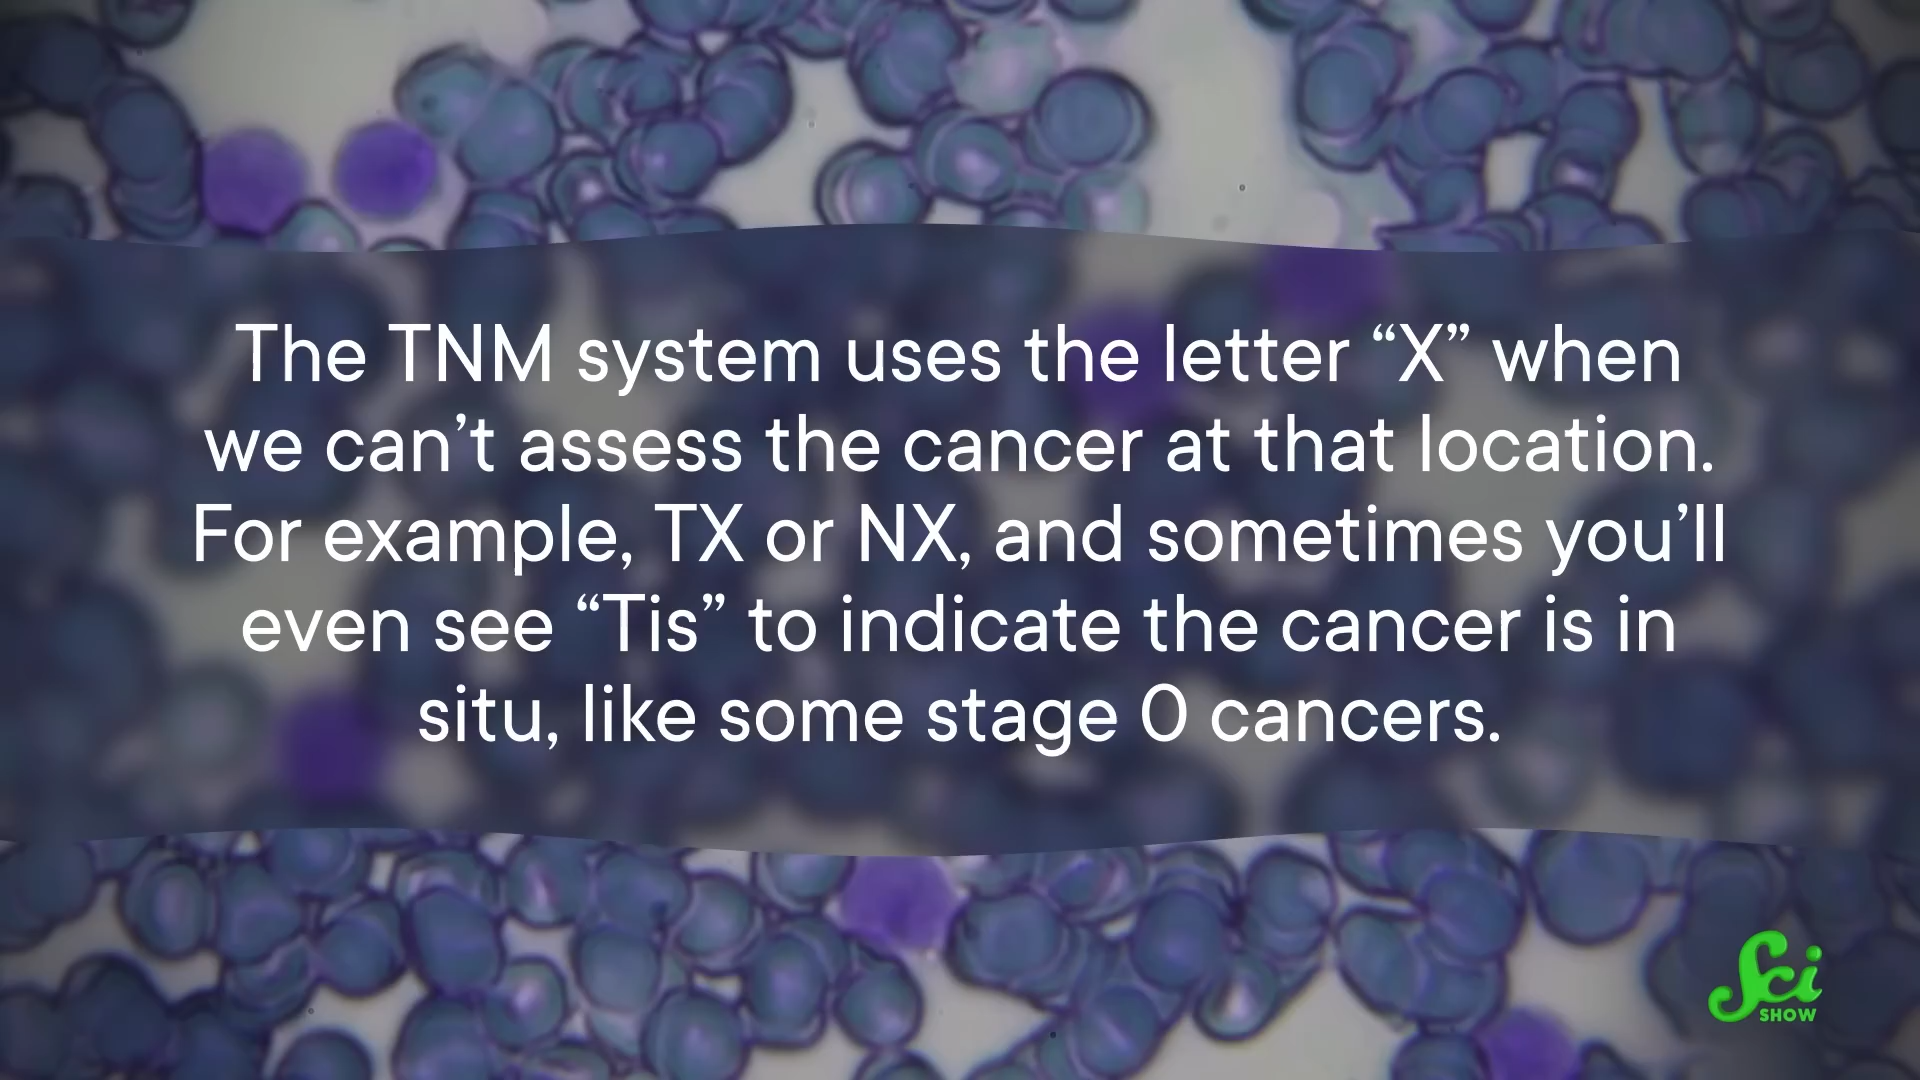 The TNM system uses the letter “X” when
we can’t assess the cancer at that location.
For example, TX or NX, and sometimes you’ll
even see “Tis” to indicate the cancer is in
situ, like some stage 0 cancers.
Sci
SHOW